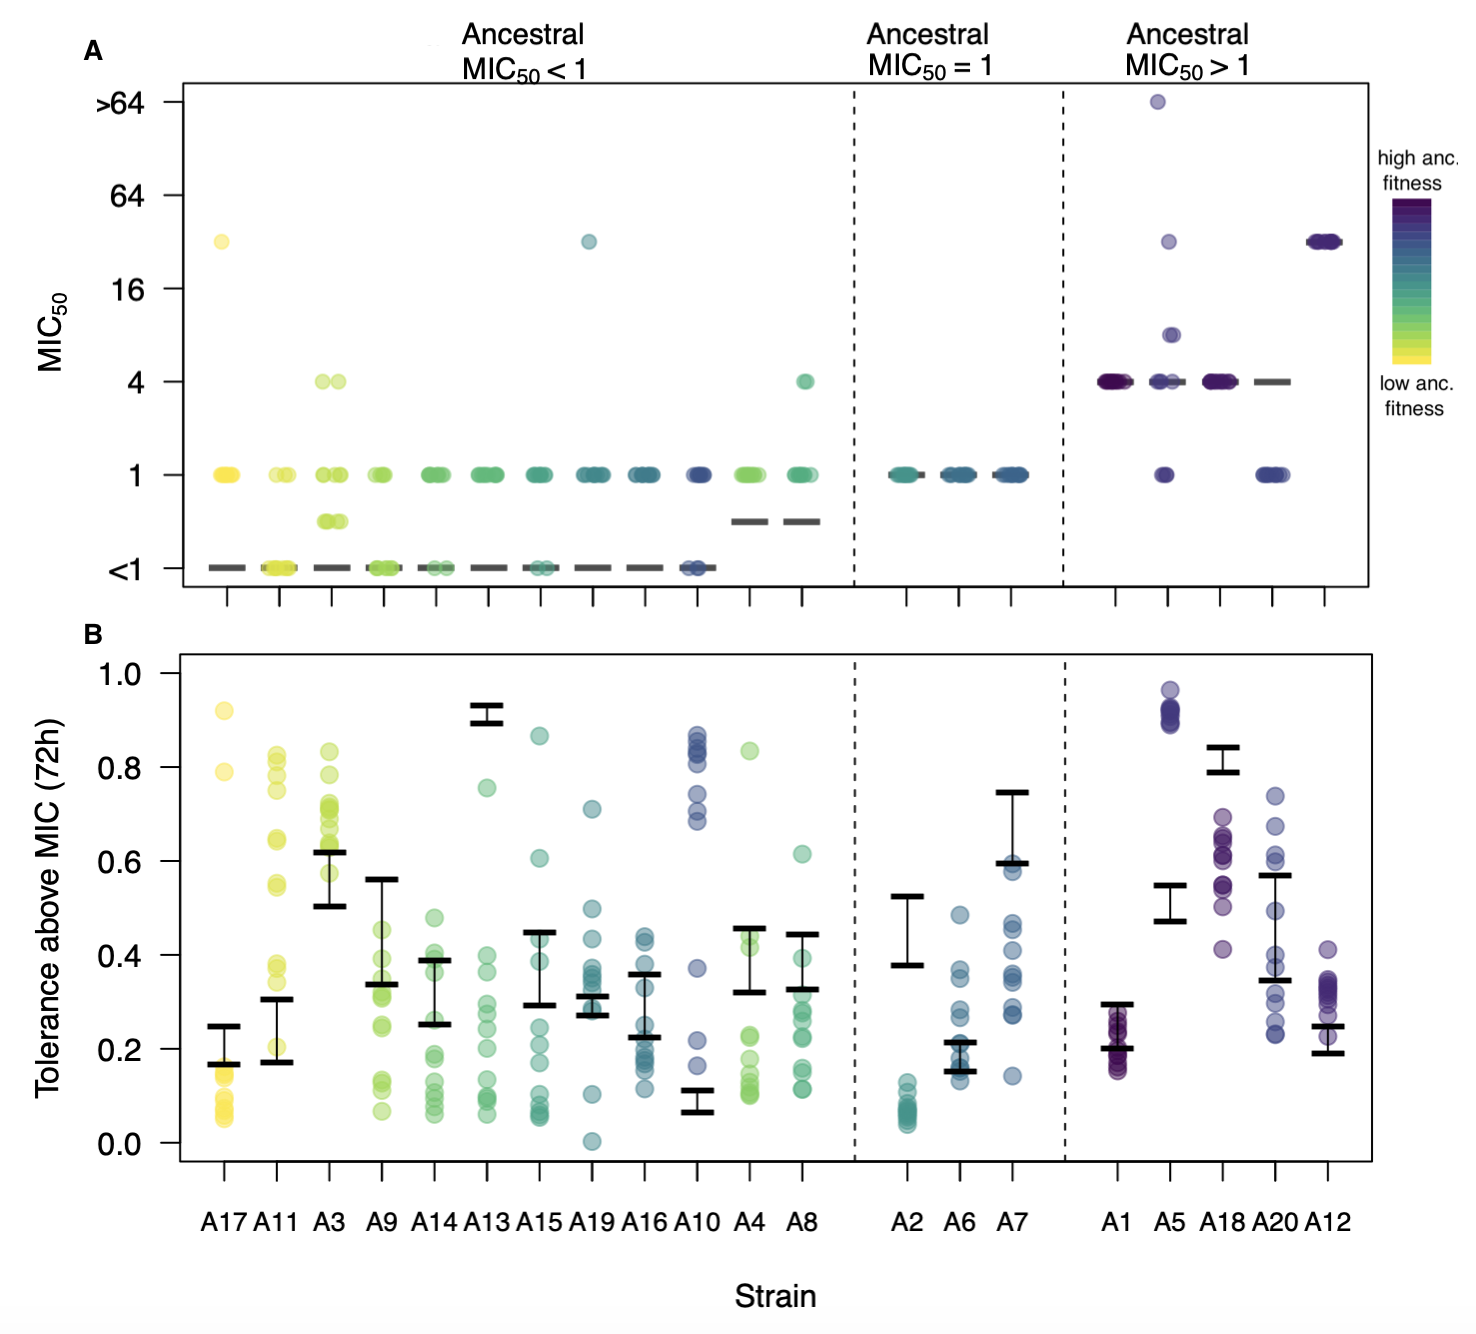 A
Ancestral
MIC50 < 1
Ancestral
MIC50 = 1
Ancestral
MIC50 > 1
>64
64
16
4
1
<1
MIC50
high anc.
fitness
low anc.
fitness
B
1.0
0.8
0.6
0.4
0.2
0.0
Tolerance above MIC (72h)
A17 A11 A3 A9 A14 A13 A15 A19 A16 A10 A4 A8 A2 A6 A7 A1 A5 A18 A20 A12
Strain